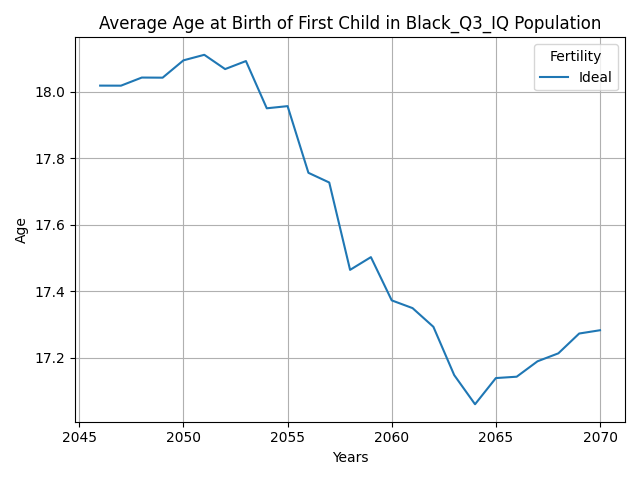 Average Age at Birth of First Child in Black_Q3_IQ Population
Fertility
Ideal
Age
18.0
17.8
17.6
17.4
17.2
2045
2050
2055
2060
2065
2070
Years